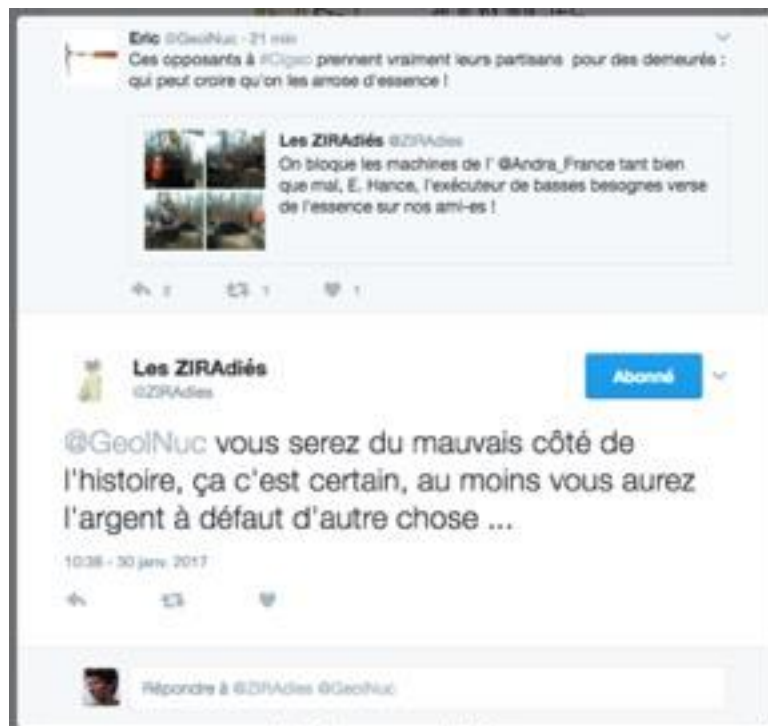 Eric @GeolNuc · 21 min
Ces opposants à #Cigeo prennent vraiment leurs partisans pour des demeurés :
qui peut croire qu'on les arrose d'essence !
Les ZIRAdiés @ZIRAdies
On bloque les machines de l' @Andra_France tant bien
que mal, E. Hance, l'exécuteur de basses besognes verse
de l'essence sur nos ami-es !
2 1 1
Les ZIRAdiés
@ZIRAdies
Abonné
@GeolNuc vous serez du mauvais côté de
l'histoire, ça c'est certain, au moins vous aurez
l'argent à défaut d'autre chose ...
10:38 - 30 janv. 2017
Répondre à @ZIRAdies @GeolNuc